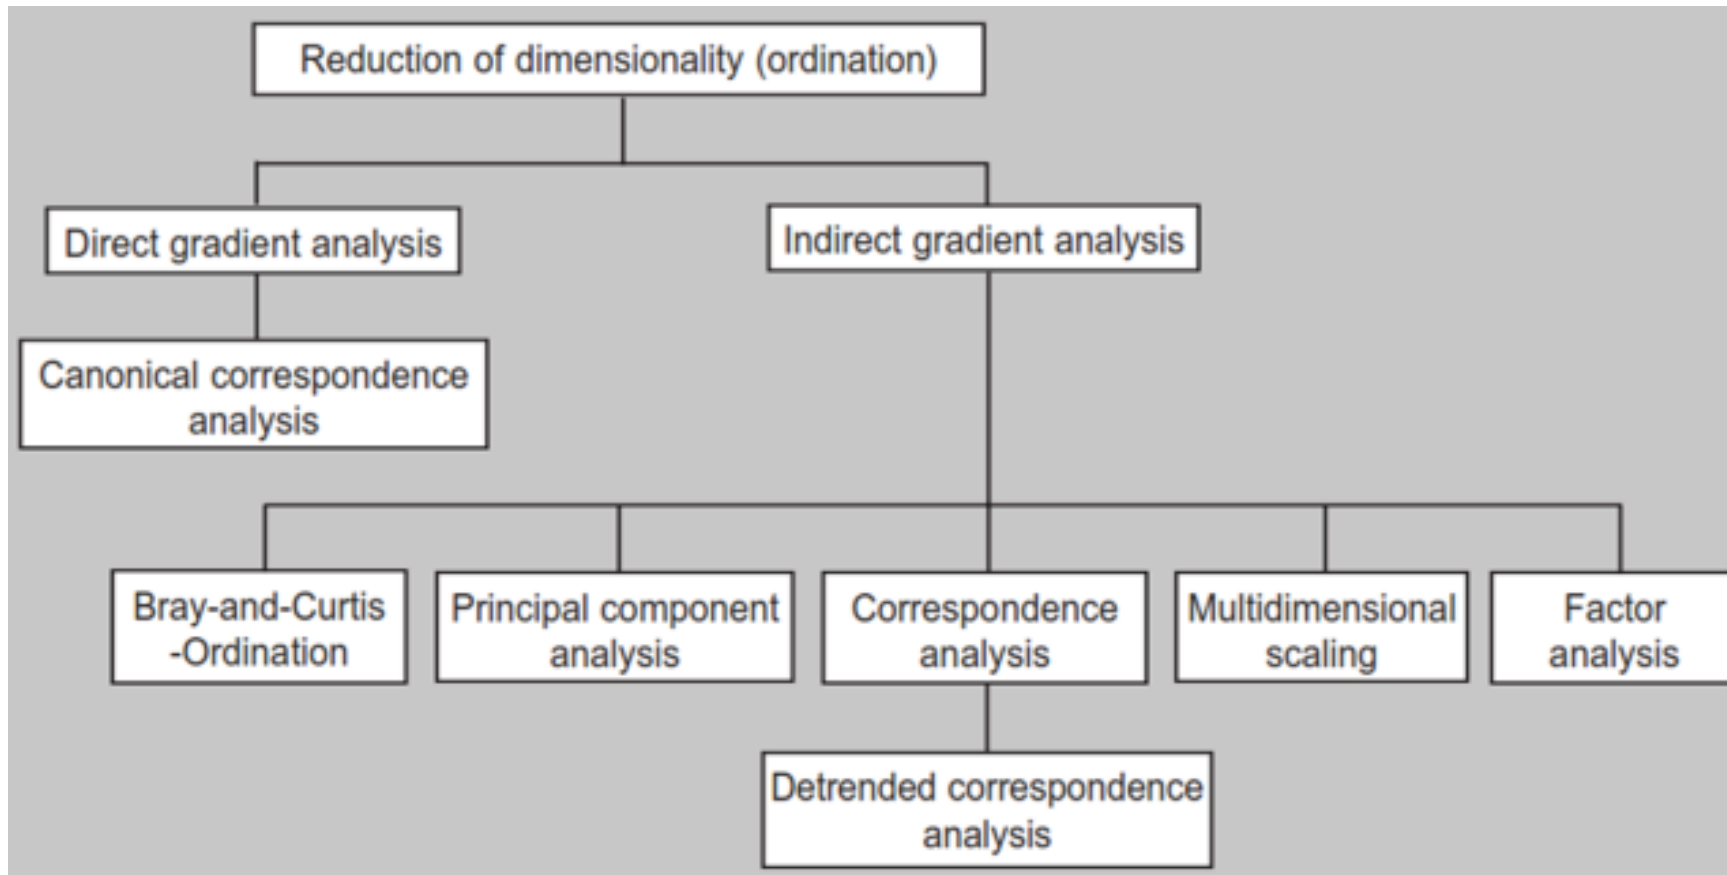 Reduction of dimensionality (ordination)
Direct gradient analysis
Indirect gradient analysis
Canonical correspondence
analysis
Bray-and-Curtis
-Ordination
Principal component
analysis
Correspondence
analysis
Multidimensional
scaling
Factor
analysis
Detrended correspondence
analysis